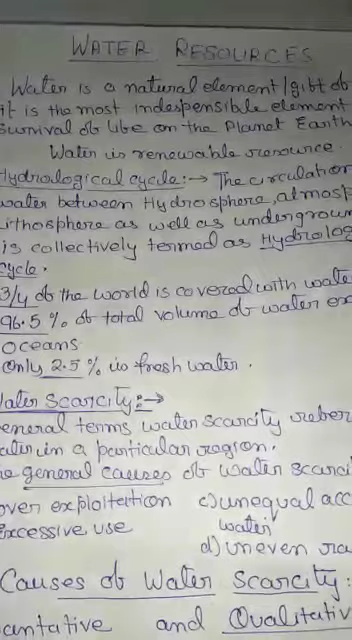 WATER RESOURCES
Water is a natural element/gift of
it is the most indespensible element
survival of life on the Planet Earth
Water is renewable resource.
Hydrological cycle:→ The circulation
water between Hydrosphere, atmosp
Lithosphere as well as undergroun
is collectively termed as Hydrolog
cycle.
3/4 of the world is covered with wate
96.5% of total volume of water ex
oceans
Only 2.5% is fresh water.
Water Scarcity:→
eneral terms water scarcity refer
ater in a particular region.
he general causes of water scarci
over exploitation c) unequal acc
Excessive use water
d) uneven ra
Causes of Water Scarcity:
antative and Qualitativ